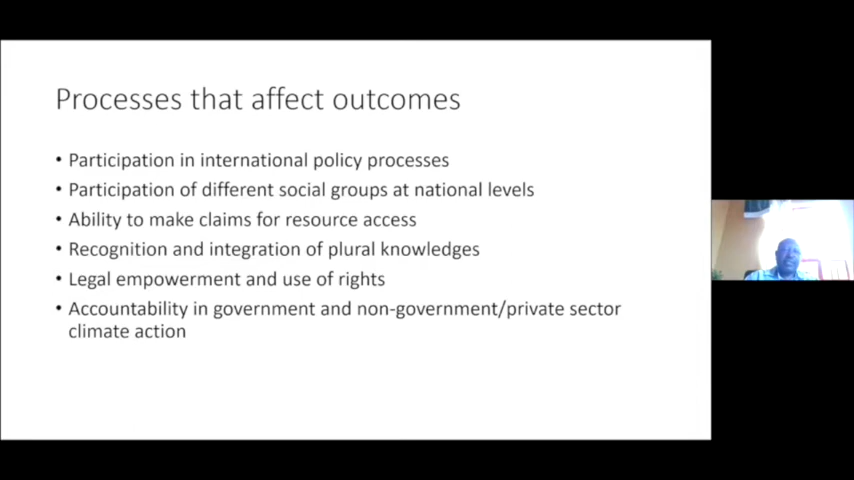 Processes that affect outcomes
• Participation in international policy processes
• Participation of different social groups at national levels
• Ability to make claims for resource access
• Recognition and integration of plural knowledges
• Legal empowerment and use of rights
• Accountability in government and non-government/private sector
climate action